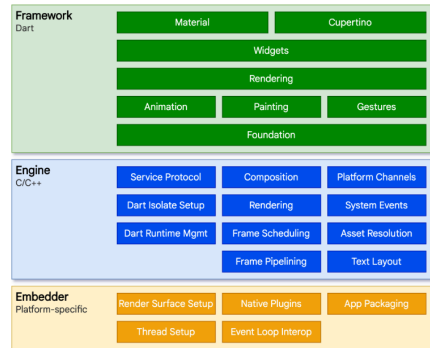 Framework
Dart
Material Cupertino
Widgets
Rendering
Animation Painting Gestures
Foundation
Engine
C/C++
Service Protocol Composition Platform Channels
Dart Isolate Setup Rendering System Events
Dart Runtime Mgmt Frame Scheduling Asset Resolution
Frame Pipelining Text Layout
Embedder
Platform-specific
Render Surface Setup Native Plugins App Packaging
Thread Setup Event Loop Interop